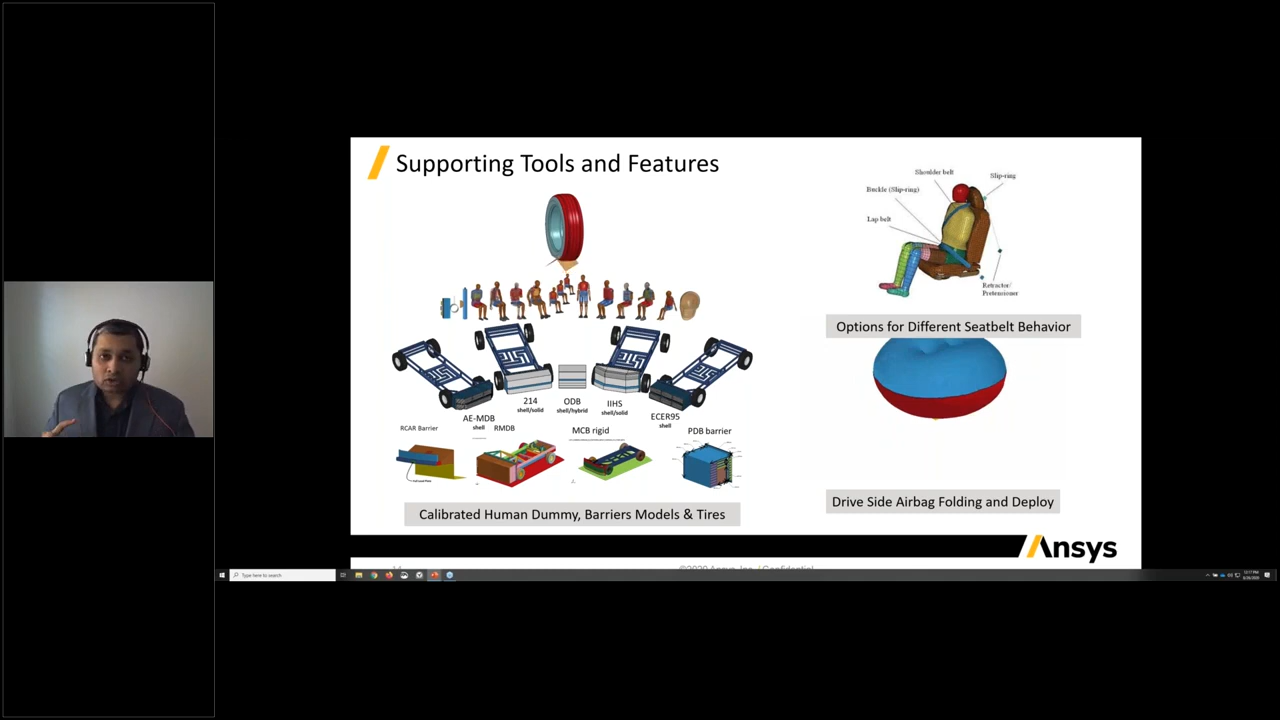 Supporting Tools and Features
Shoulder belt
Slip-ring
Buckle (Slip-ring)
Lap belt
Retractor/
Pretensioner
Options for Different Seatbelt Behavior
214
shell/solid
ODB
shell/hybrid
IIHS
shell/solid
AE-MDB
shell
ECER95
shell
RCAR Barrier
RMDB
MCB rigid
PDB barrier
Calibrated Human Dummy, Barriers Models & Tires
Drive Side Airbag Folding and Deploy
Ansys
Type here to search